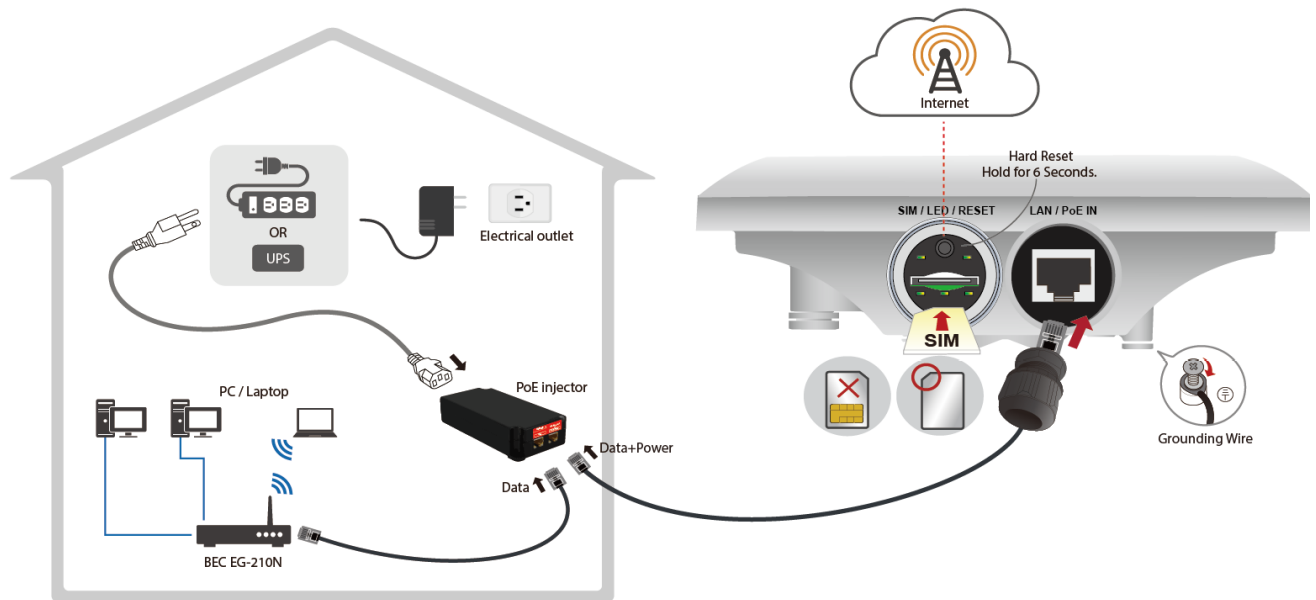 Internet
Hard Reset
Hold for 6 Seconds.
SIM / LED / RESET
LAN / PoE IN
OR
UPS
Electrical outlet
SIM
PoE injector
PC / Laptop
Data+Power
Data
Grounding Wire
BEC EG-210N